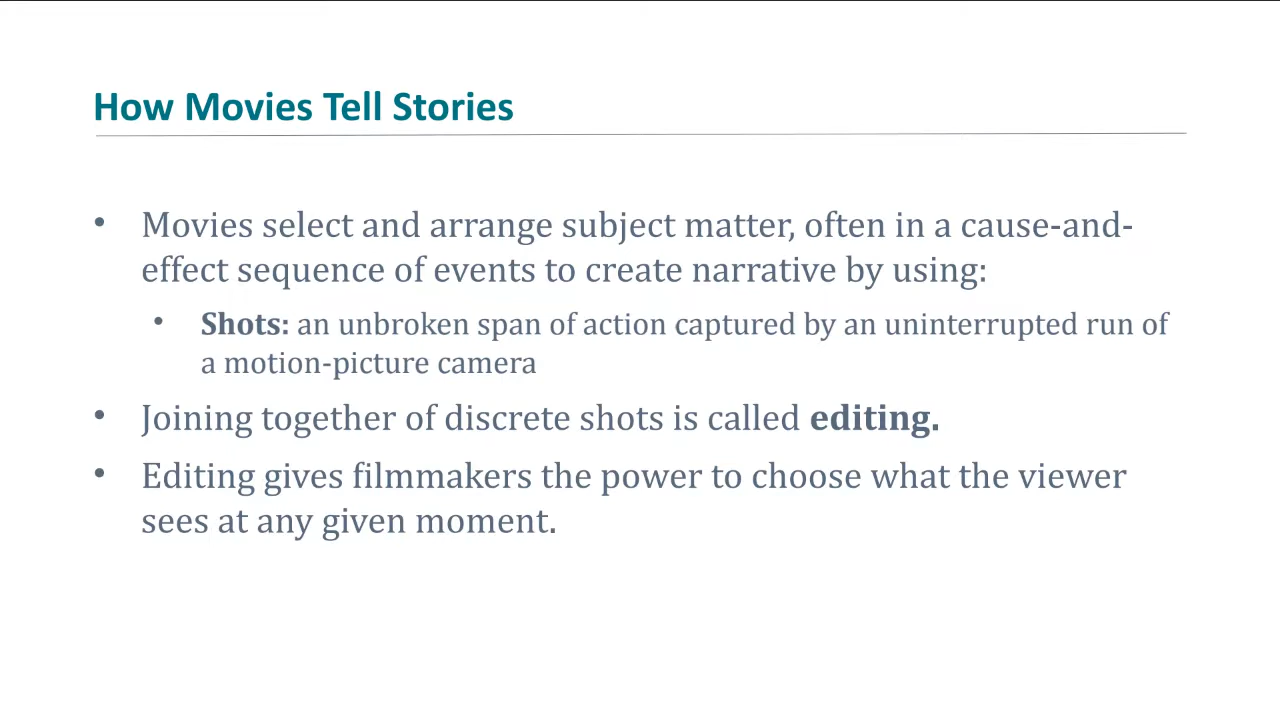 How Movies Tell Stories
• Movies select and arrange subject matter, often in a cause-and-
effect sequence of events to create narrative by using:
• Shots: an unbroken span of action captured by an uninterrupted run of
a motion-picture camera
• Joining together of discrete shots is called editing.
• Editing gives filmmakers the power to choose what the viewer
sees at any given moment.